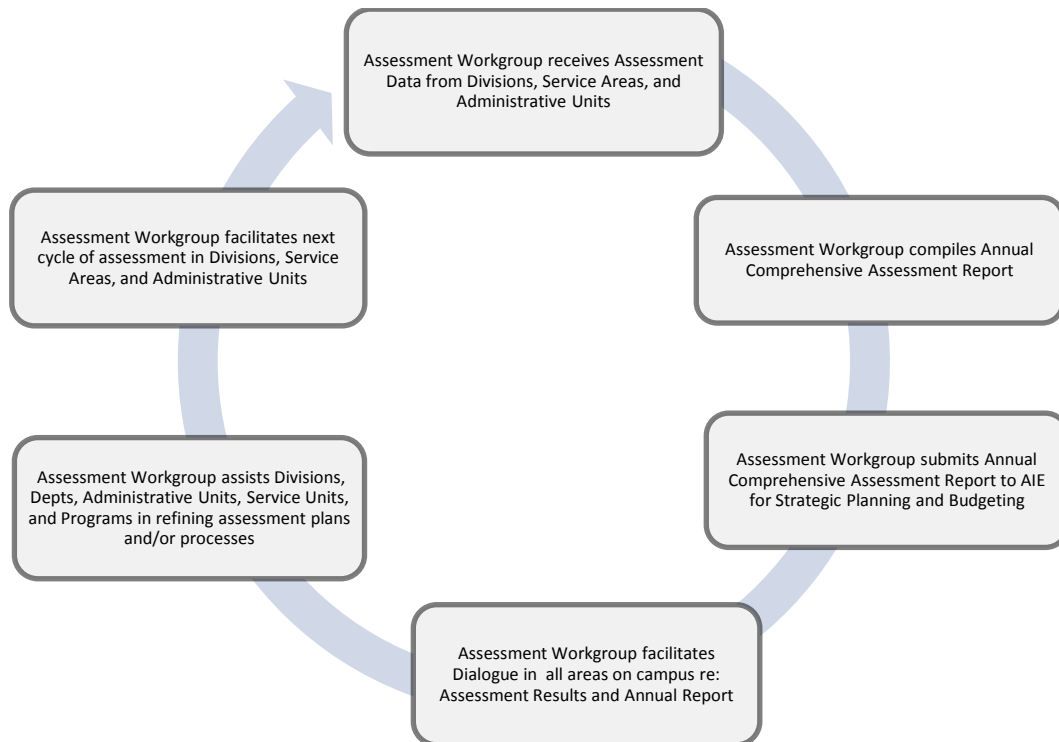 Assessment Workgroup receives Assessment
Data from Divisions, Service Areas, and
Administrative Units
Assessment Workgroup compiles Annual
Comprehensive Assessment Report
Assessment Workgroup submits Annual
Comprehensive Assessment Report to AIE
for Strategic Planning and Budgeting
Assessment Workgroup facilitates
Dialogue in  all areas on campus re:
Assessment Results and Annual Report
Assessment Workgroup assists Divisions,
Depts, Administrative Units, Service Units,
and Programs in refining assessment plans
and/or processes
Assessment Workgroup facilitates next
cycle of assessment in Divisions, Service
Areas, and Administrative Units